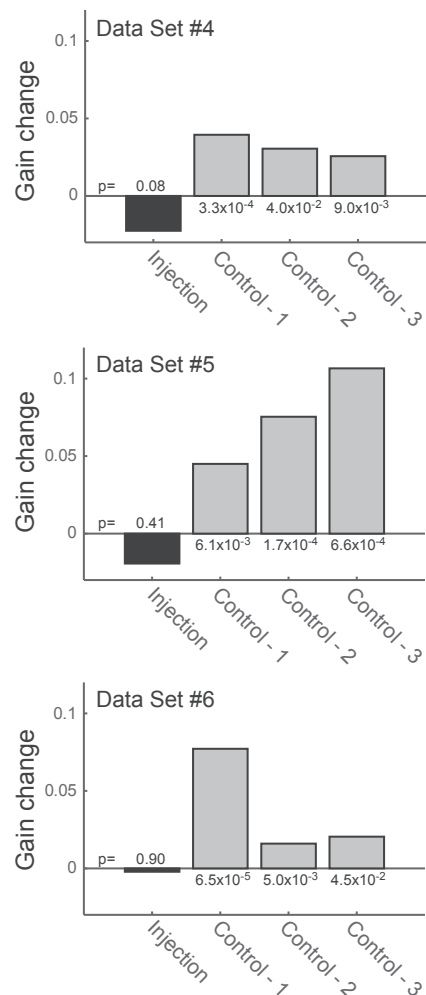 Data Set #4
Gain change
0.1
0.05
0
p= 0.08
3.3x10⁻⁴ 4.0x10⁻² 9.0x10⁻³
Injection Control - 1 Control - 2 Control - 3
Data Set #5
Gain change
0.1
0.05
0
p= 0.41
6.1x10⁻³ 1.7x10⁻⁴ 6.6x10⁻⁴
Injection Control - 1 Control - 2 Control - 3
Data Set #6
Gain change
0.1
0.05
0
p= 0.90
6.5x10⁻⁵ 5.0x10⁻³ 4.5x10⁻²
Injection Control - 1 Control - 2 Control - 3